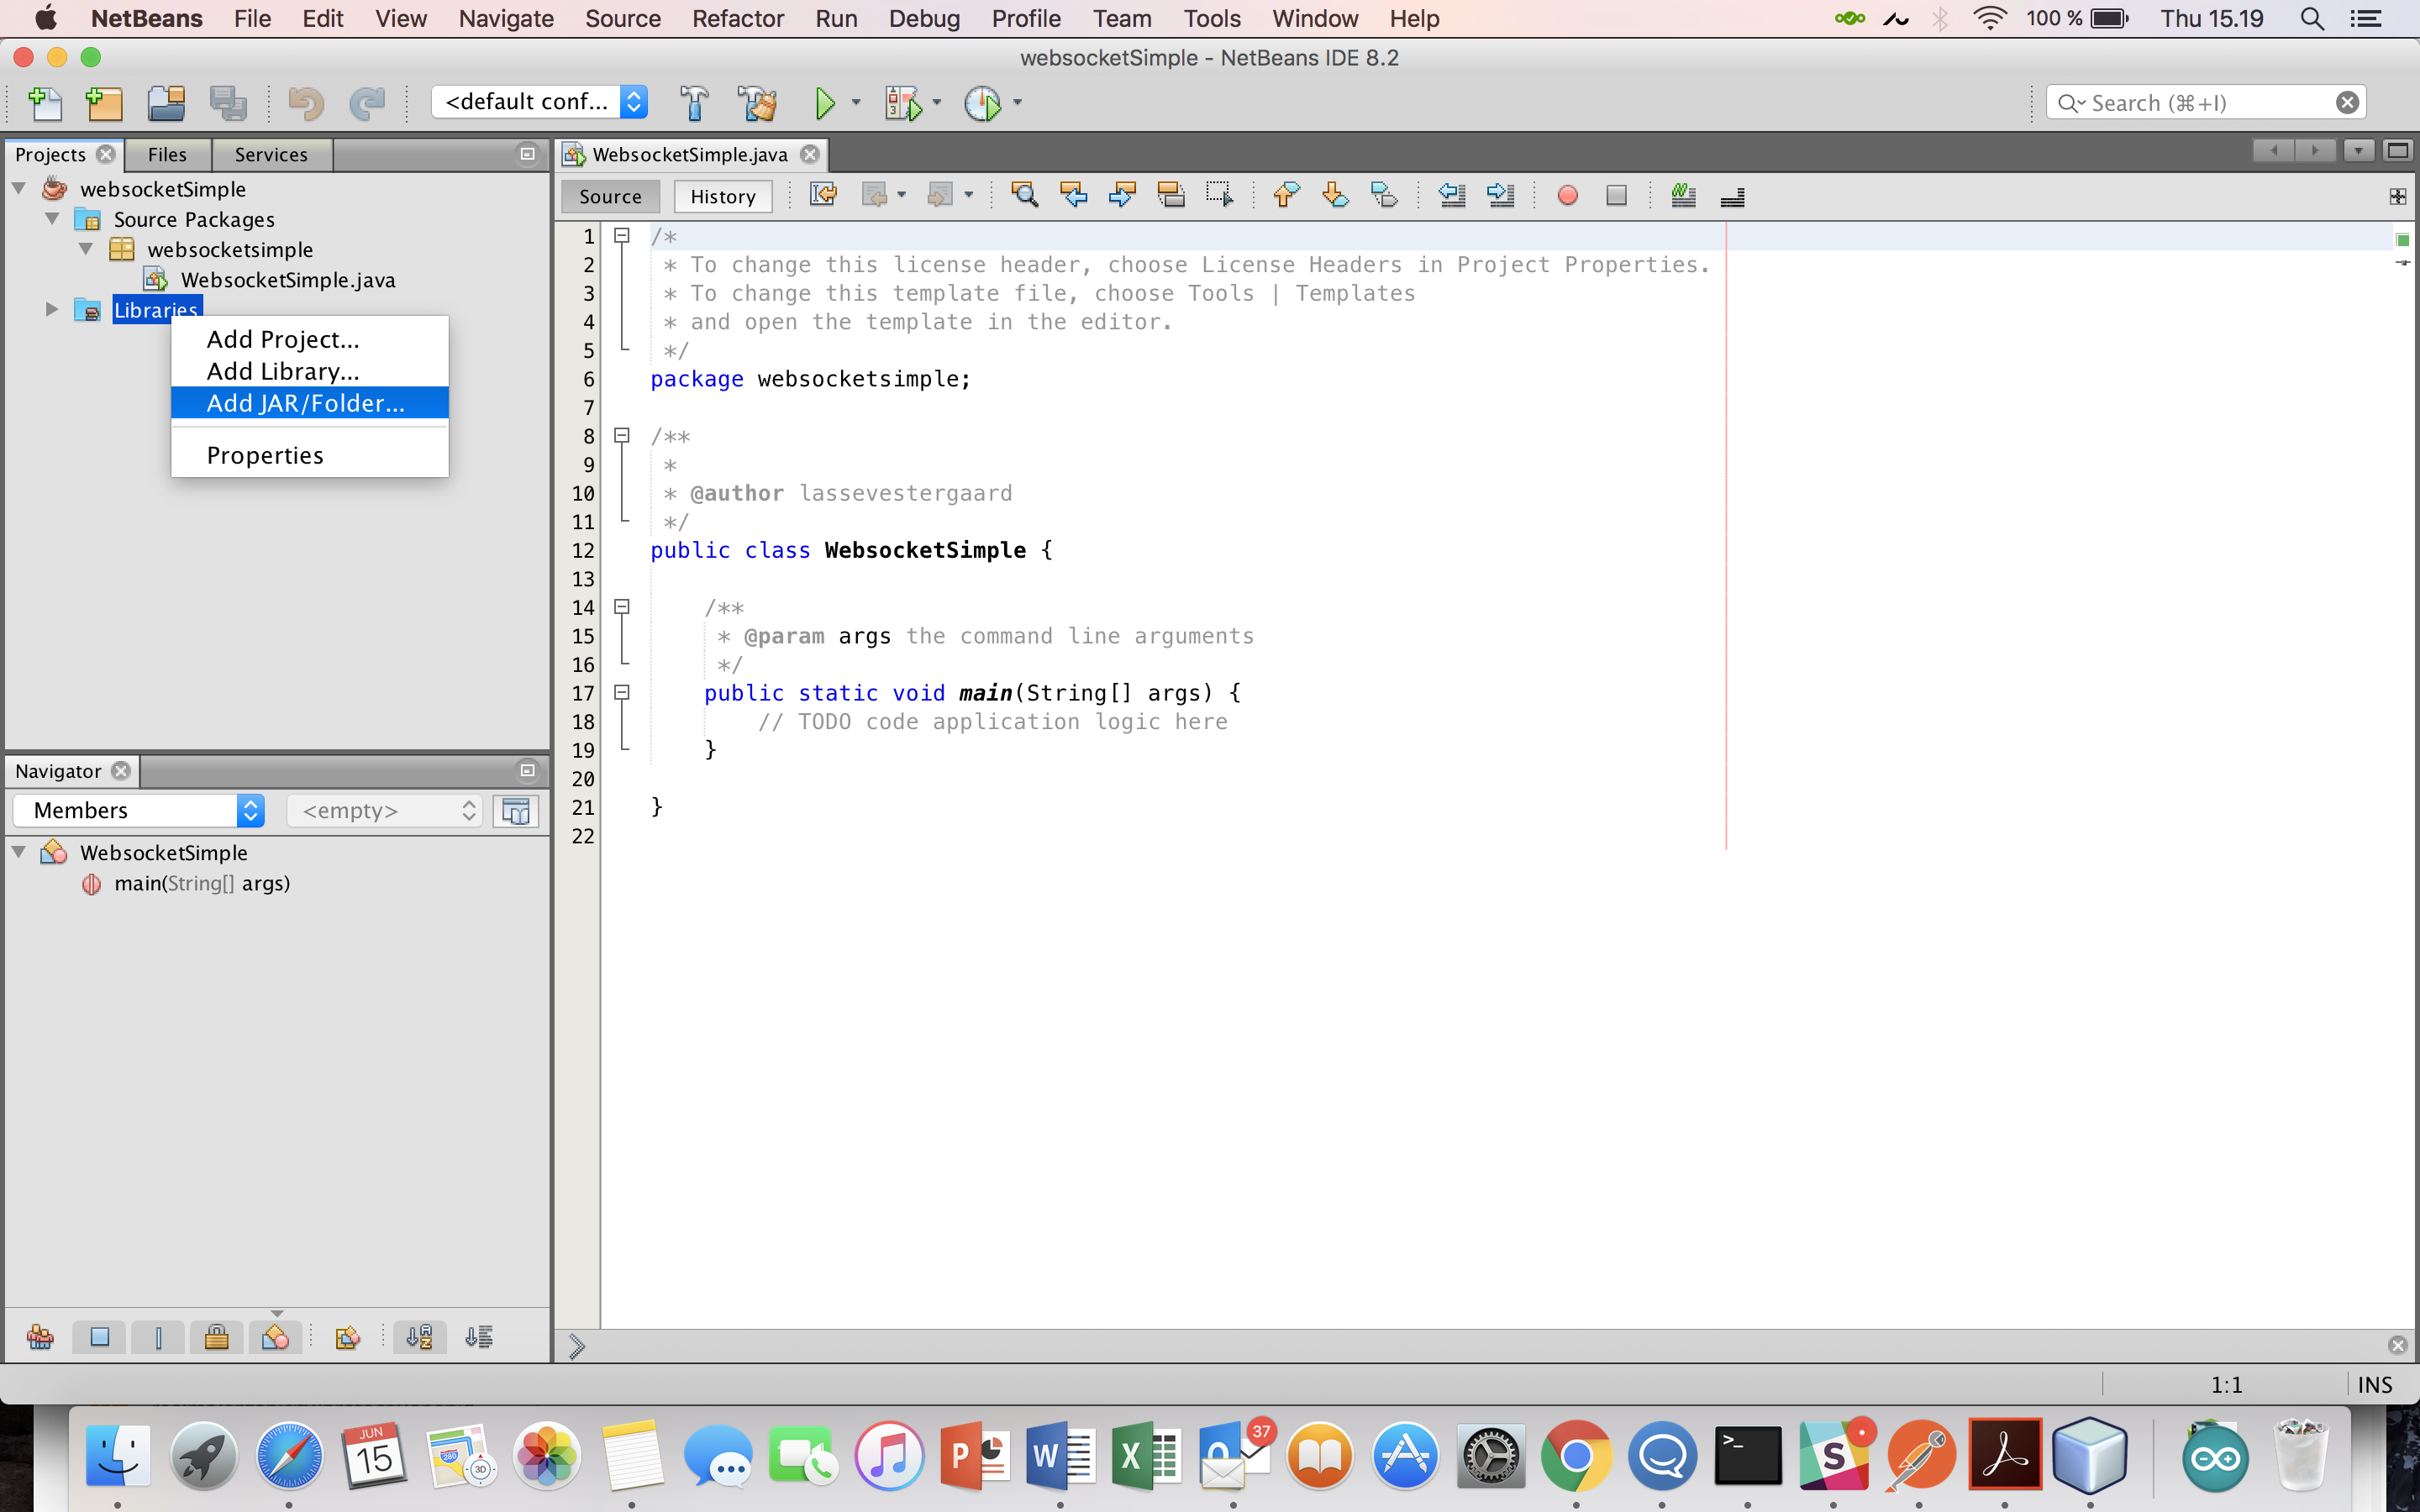 NetBeans File Edit View Navigate Source Refactor Run Debug Profile Team Tools Window Help 100 % Thu 15.19
websocketSimple - NetBeans IDE 8.2
<default conf... Search (⌘+I)
Projects Files Services WebsocketSimple.java
Source History
websocketSimple
Source Packages
websocketsimple
WebsocketSimple.java
Libraries
Add Project...
Add Library...
Add JAR/Folder...
Properties
1 /*
2 * To change this license header, choose License Headers in Project Properties.
3 * To change this template file, choose Tools | Templates
4 * and open the template in the editor.
5 */
6 package websocketsimple;
7
8 /**
9 *
10 * @author lassevestergaard
11 */
12 public class WebsocketSimple {
13
14 /**
15 * @param args the command line arguments
16 */
17 public static void main(String[] args) {
18 // TODO code application logic here
19 }
20
21 }
22
Navigator
Members <empty>
WebsocketSimple
main(String[] args)
1:1 INS
JUN
15
280
3D
P W X O 37 >_ S